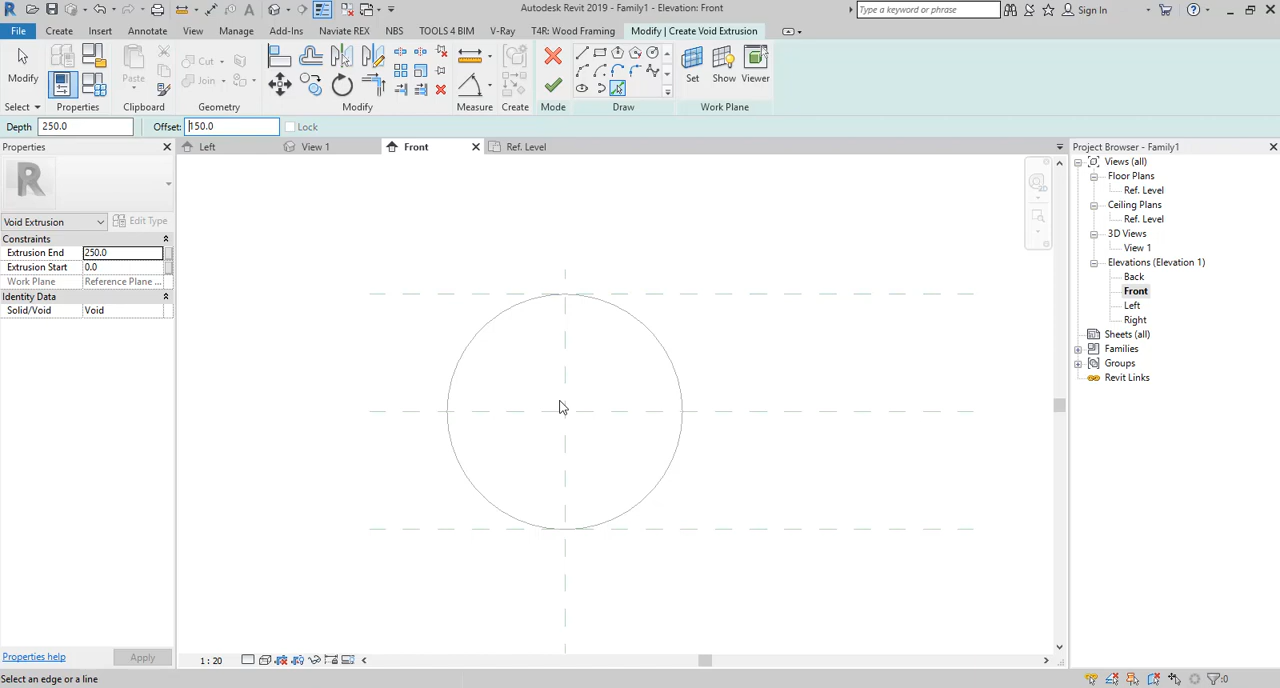 Autodesk Revit 2019 - Family1 - Elevation: Front
Type a keyword or phrase
Sign In
File Create Insert Annotate View Manage Add-Ins Naviate REX NBS TOOLS 4 BIM V-Ray T4R: Wood Framing Modify | Create Void Extrusion
Modify Paste Cut Join Set Show Viewer
Select Properties Clipboard Geometry Modify Measure Create Mode Draw Work Plane
Depth 250.0 Offset: 150.0 Lock
Properties
Left View 1 Front Ref. Level
Project Browser - Family1
R
Void Extrusion Edit Type
Constraints
Extrusion End 250.0
Extrusion Start 0.0
Work Plane Reference Plane ...
Identity Data
Solid/Void Void
Views (all)
Floor Plans
Ref. Level
Ceiling Plans
Ref. Level
3D Views
View 1
Elevations (Elevation 1)
Back
Front
Left
Right
Sheets (all)
Families
Groups
Revit Links
Properties help Apply
1 : 20
Select an edge or a line
:0